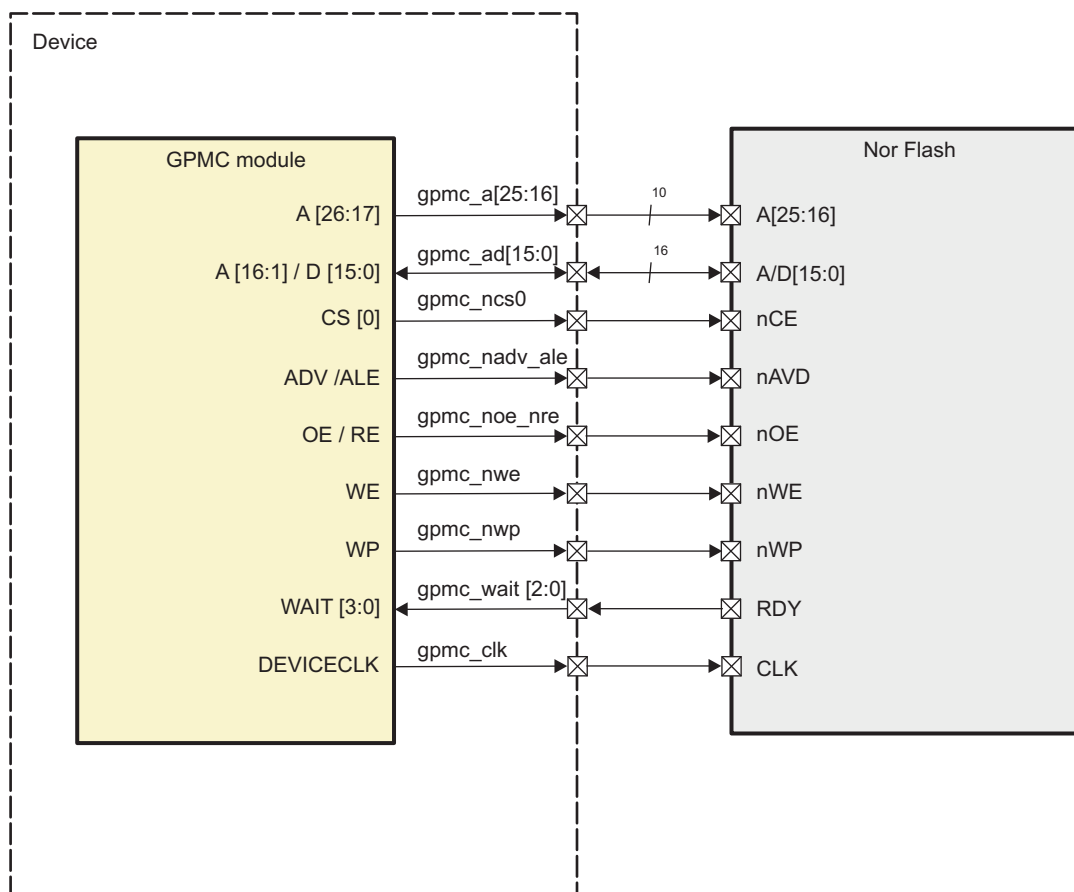 Device
GPMC module
Nor Flash
A [26:17]
gpmc_a[25:16]
10
A[25:16]
A [16:1] / D [15:0]
gpmc_ad[15:0]
16
A/D[15:0]
CS [0]
gpmc_ncs0
nCE
ADV /ALE
gpmc_nadv_ale
nAVD
OE / RE
gpmc_noe_nre
nOE
WE
gpmc_nwe
nWE
WP
gpmc_nwp
nWP
WAIT [3:0]
gpmc_wait [2:0]
RDY
DEVICECLK
gpmc_clk
CLK